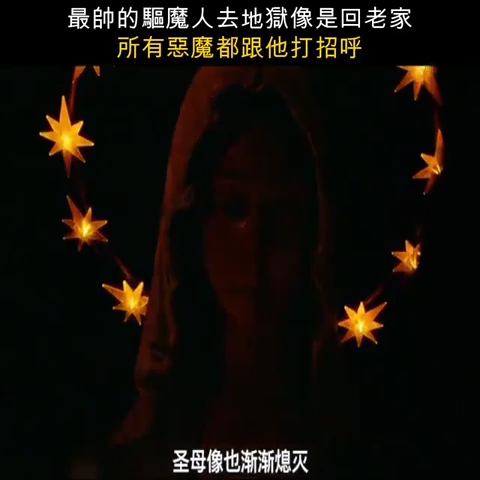 最帥的驅魔人去地獄像是回老家
所有惡魔都跟他打招呼
圣母像也渐渐熄灭